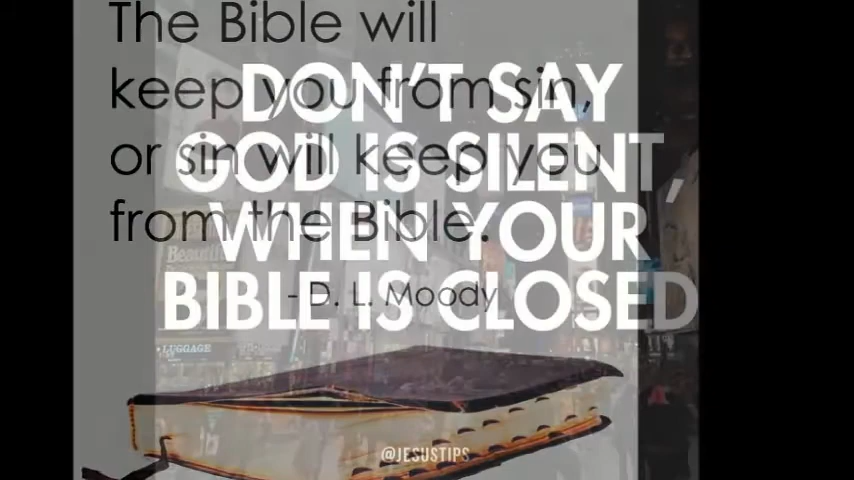 The Bible will
keep you from sin,
or sin will keep you
from the Bible.
- D. L. Moody
DON'T SAY
GOD IS SILENT,
WHEN YOUR
BIBLE IS CLOSED
Beautiful
LUGGAGE
@JESUSTIPS